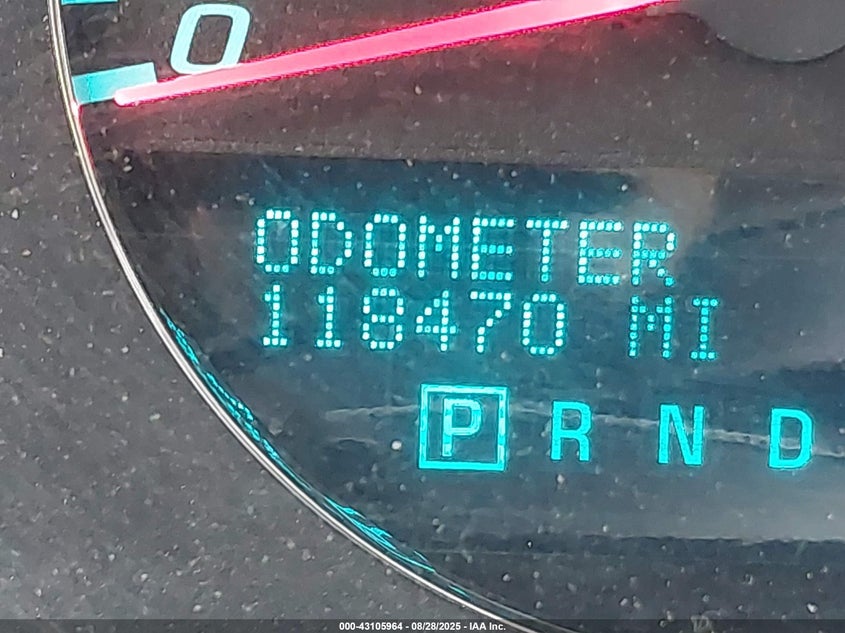 0
ODOMETER
118470 MI
P R N D
000-43105964 - 08/28/2025 - IAA Inc.